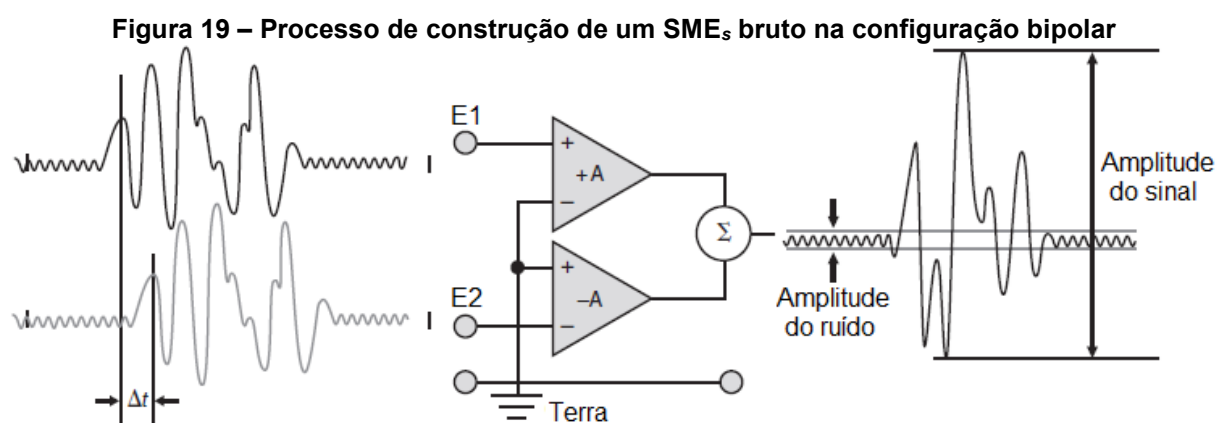 Figura 19 – Processo de construção de um SMEₛ bruto na configuração bipolar
E1
+
+A
–
Σ
+
–A
–
E2
Terra
Δt
Amplitude
do ruído
Amplitude
do sinal